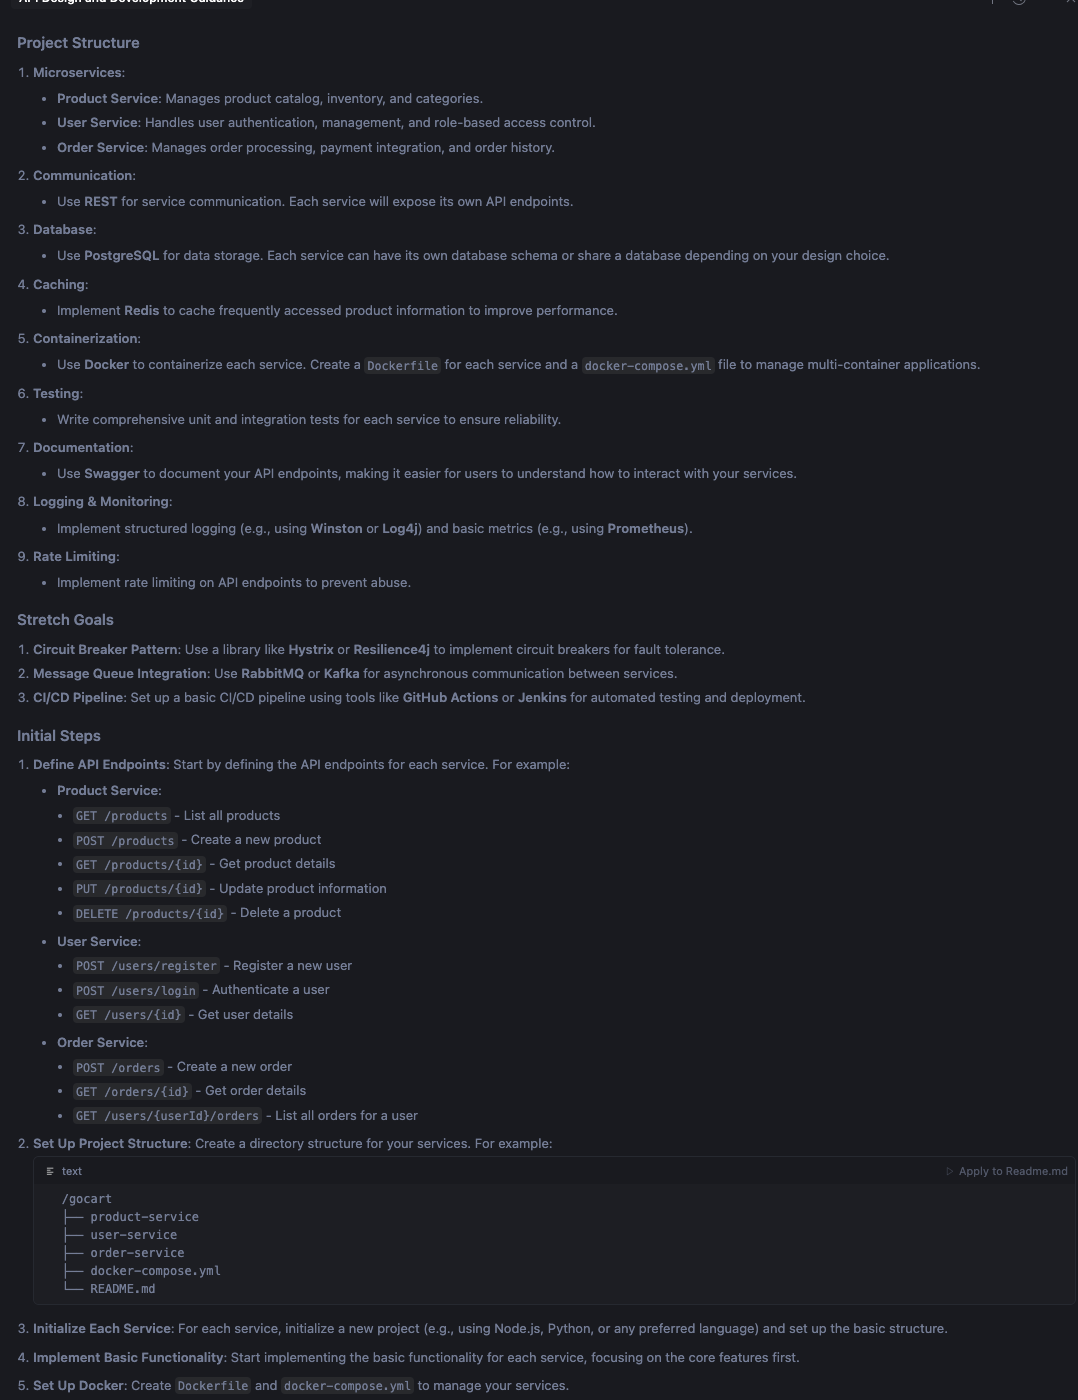 API Design and Development Guidance
Project Structure
1. Microservices:
• Product Service: Manages product catalog, inventory, and categories.
• User Service: Handles user authentication, management, and role-based access control.
• Order Service: Manages order processing, payment integration, and order history.
2. Communication:
• Use REST for service communication. Each service will expose its own API endpoints.
3. Database:
• Use PostgreSQL for data storage. Each service can have its own database schema or share a database depending on your design choice.
4. Caching:
• Implement Redis to cache frequently accessed product information to improve performance.
5. Containerization:
• Use Docker to containerize each service. Create a Dockerfile for each service and a docker-compose.yml file to manage multi-container applications.
6. Testing:
• Write comprehensive unit and integration tests for each service to ensure reliability.
7. Documentation:
• Use Swagger to document your API endpoints, making it easier for users to understand how to interact with your services.
8. Logging & Monitoring:
• Implement structured logging (e.g., using Winston or Log4j) and basic metrics (e.g., using Prometheus).
9. Rate Limiting:
• Implement rate limiting on API endpoints to prevent abuse.
Stretch Goals
1. Circuit Breaker Pattern: Use a library like Hystrix or Resilience4j to implement circuit breakers for fault tolerance.
2. Message Queue Integration: Use RabbitMQ or Kafka for asynchronous communication between services.
3. CI/CD Pipeline: Set up a basic CI/CD pipeline using tools like GitHub Actions or Jenkins for automated testing and deployment.
Initial Steps
1. Define API Endpoints: Start by defining the API endpoints for each service. For example:
• Product Service:
• GET /products - List all products
• POST /products - Create a new product
• GET /products/{id} - Get product details
• PUT /products/{id} - Update product information
• DELETE /products/{id} - Delete a product
• User Service:
• POST /users/register - Register a new user
• POST /users/login - Authenticate a user
• GET /users/{id} - Get user details
• Order Service:
• POST /orders - Create a new order
• GET /orders/{id} - Get order details
• GET /users/{userId}/orders - List all orders for a user
2. Set Up Project Structure: Create a directory structure for your services. For example:
text
Apply to Readme.md
/gocart
├── product-service
├── user-service
├── order-service
├── docker-compose.yml
└── README.md
3. Initialize Each Service: For each service, initialize a new project (e.g., using Node.js, Python, or any preferred language) and set up the basic structure.
4. Implement Basic Functionality: Start implementing the basic functionality for each service, focusing on the core features first.
5. Set Up Docker: Create Dockerfile and docker-compose.yml to manage your services.